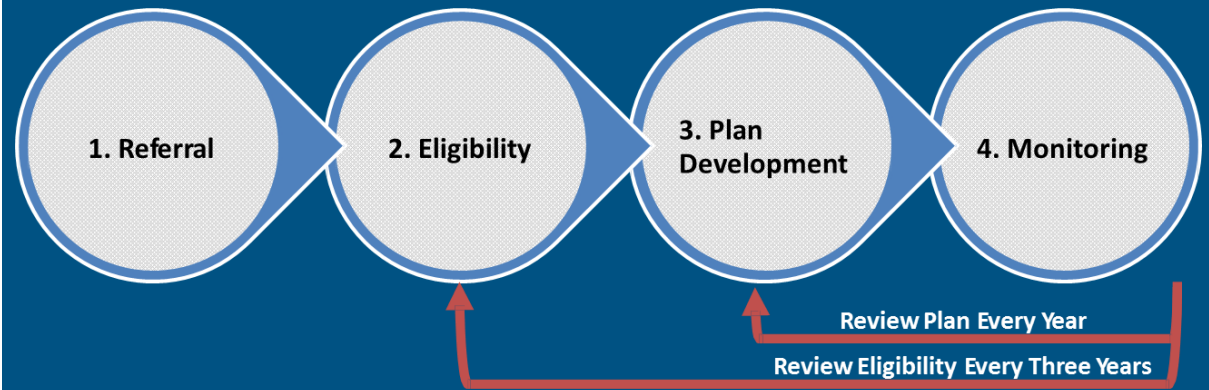 1. Referral
2. Eligibility
3. Plan
Development
4. Monitoring
Review Plan Every Year
Review Eligibility Every Three Years